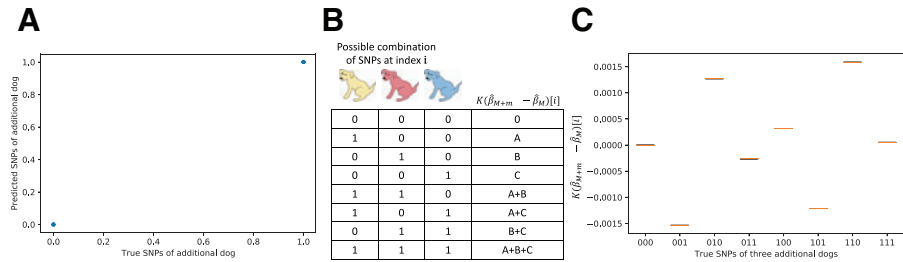 A
1,0
0,8
0,6
0,4
0,2
0,0
0.0 0.2 0.4 0.6 0.8 1.0
Predicted SNPs of additional dog
True SNPs of additional dog
B
Possible combination
of SNPs at index i
K(β̂_{M+m} − β̂_M)[i]
0 0 0 0
1 0 0 A
0 1 0 B
0 0 1 C
1 1 0 A+B
1 0 1 A+C
0 1 1 B+C
1 1 1 A+B+C
C
0.0015
0.0010
0.0005
0.0000
−0.0005
−0.0010
−0.0015
000 001 010 011 100 101 110 111
K(β̂_{M+m} − β̂_M)[i]
True SNPs of three additional dogs